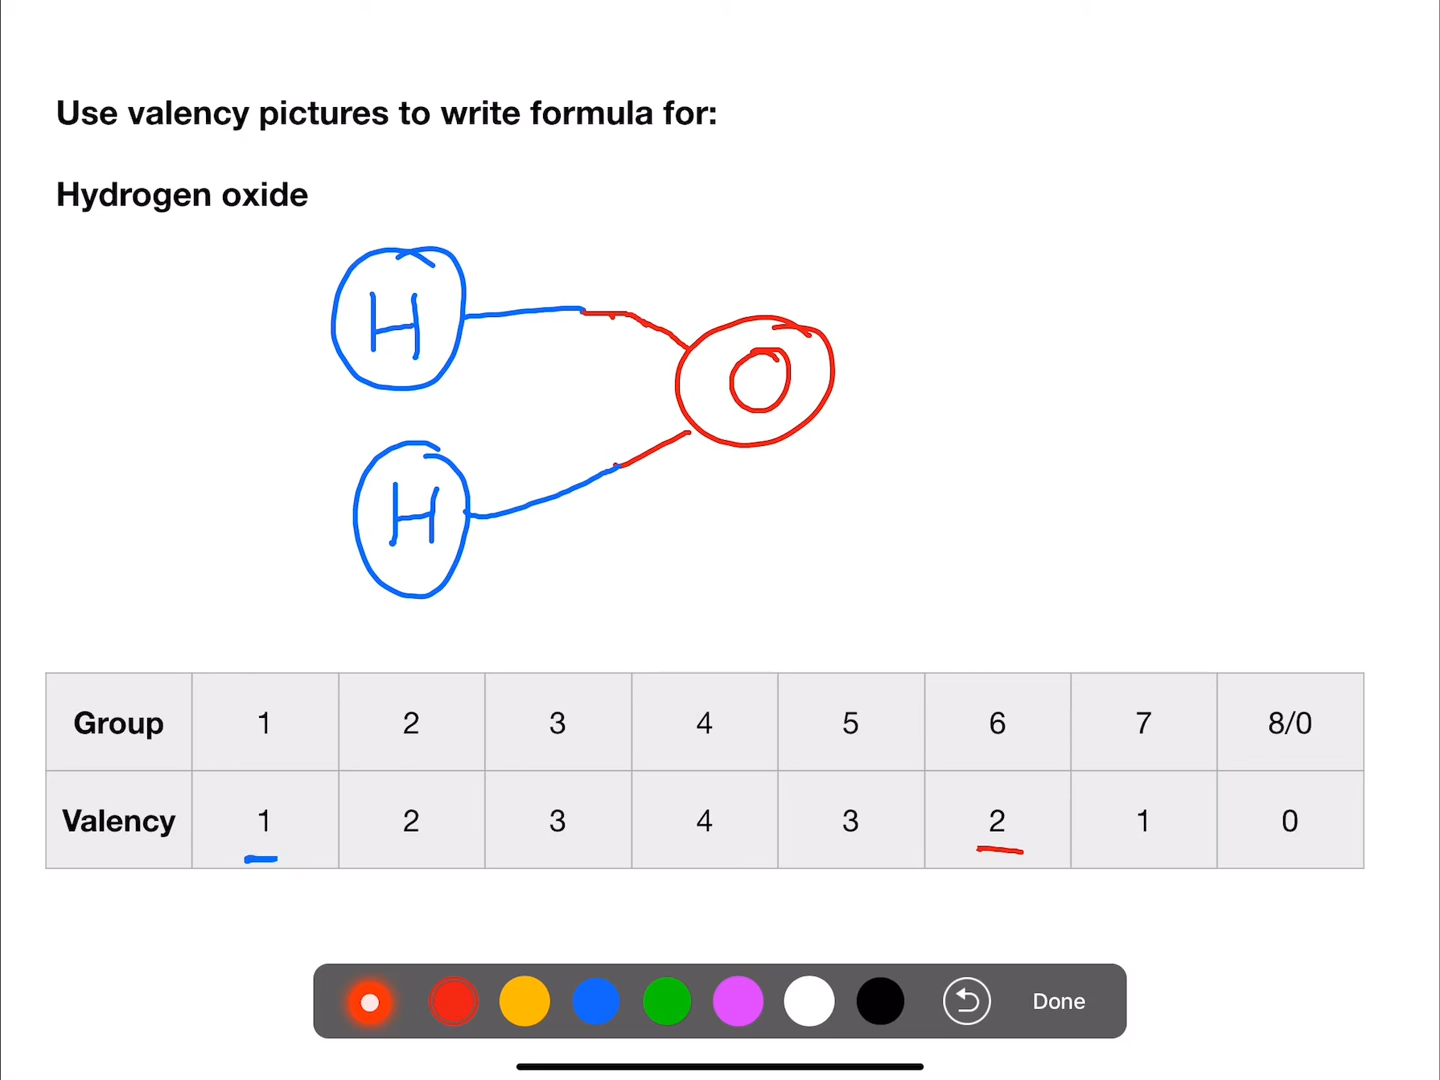 Use valency pictures to write formula for:
Hydrogen oxide
H
O
H
Group 1 2 3 4 5 6 7 8/0
Valency 1 2 3 4 3 2 1 0
Done